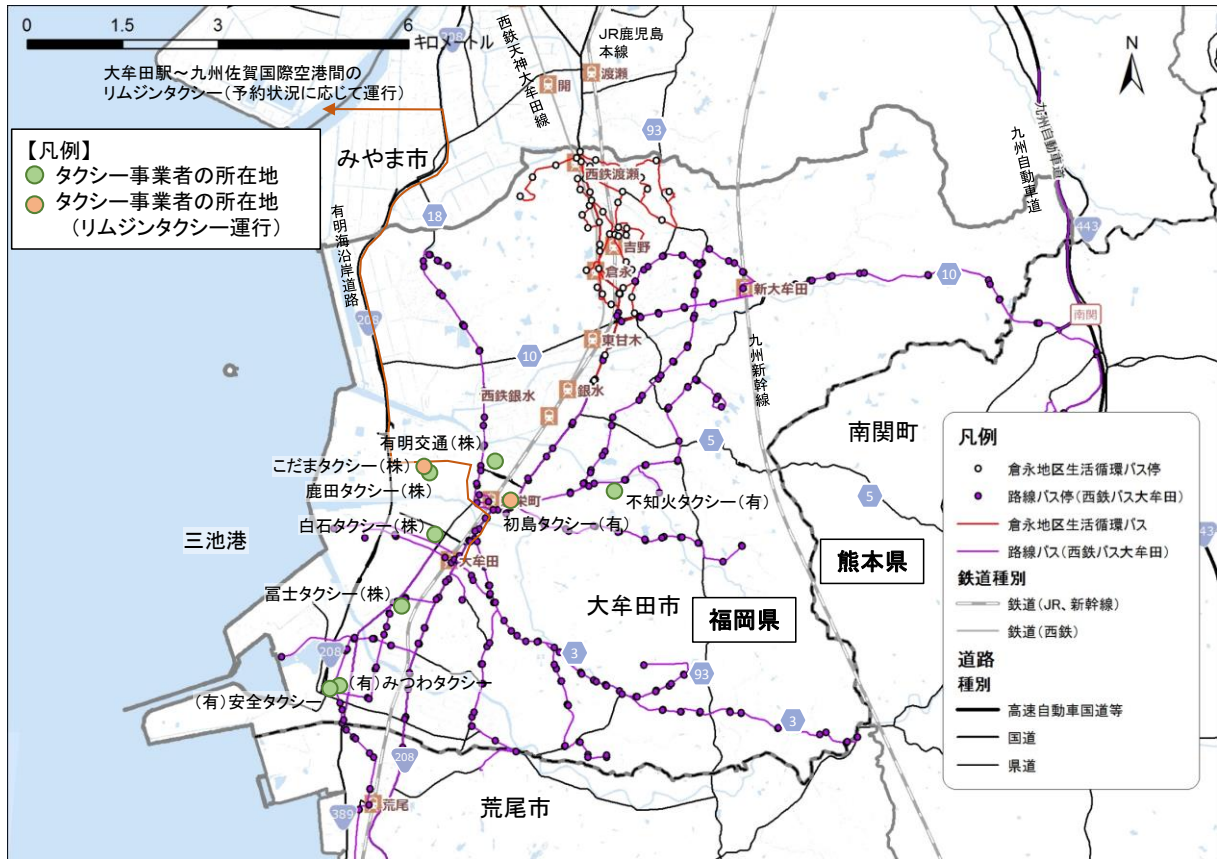 0 1.5 3 6
キロメートル
208
大牟田駅～九州佐賀国際空港間の
リムジンタクシー(予約状況に応じて運行)
西鉄天神大牟田線
JR鹿児島
本線
渡瀬
開
N
【凡例】
タクシー事業者の所在地
タクシー事業者の所在地
(リムジンタクシー運行)
みやま市
93
九州自動車道
九州自動車道
西鉄渡瀬
18
有明海沿岸道路
443
吉野
倉永
新大牟田
10
208
南関
東甘木
10
九州新幹線
銀水
西鉄銀水
南関町
5
5
有明交通(株)
こだまタクシー(株)
鹿田タクシー(株)
栄町
不知火タクシー(有)
初島タクシー(有)
白石タクシー(株)
三池港
大牟田
熊本県
冨士タクシー(株)
大牟田市
福岡県
208
3
93
(有)みつわタクシー
(有)安全タクシー
3
208
荒尾
389
荒尾市
凡例
倉永地区生活循環バス停
路線バス停(西鉄バス大牟田)
倉永地区生活循環バス
路線バス(西鉄バス大牟田)
43
鉄道種別
鉄道(JR、新幹線)
鉄道(西鉄)
道路
種別
高速自動車国道等
国道
県道